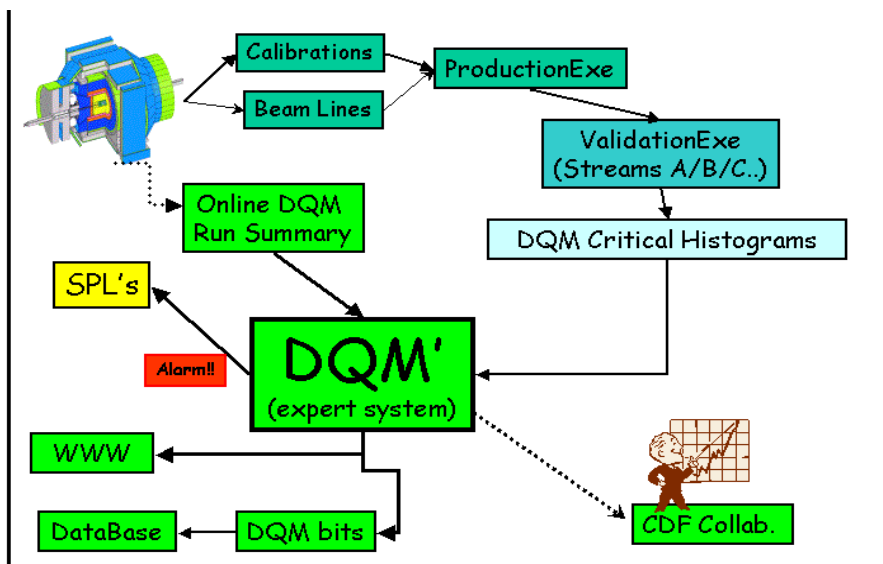 Calibrations
ProductionExe
Beam Lines
ValidationExe
(Streams A/B/C..)
Online DQM
Run Summary
DQM Critical Histograms
SPL's
Alarm!!
DQM'
(expert system)
WWW
DataBase
DQM bits
CDF Collab.